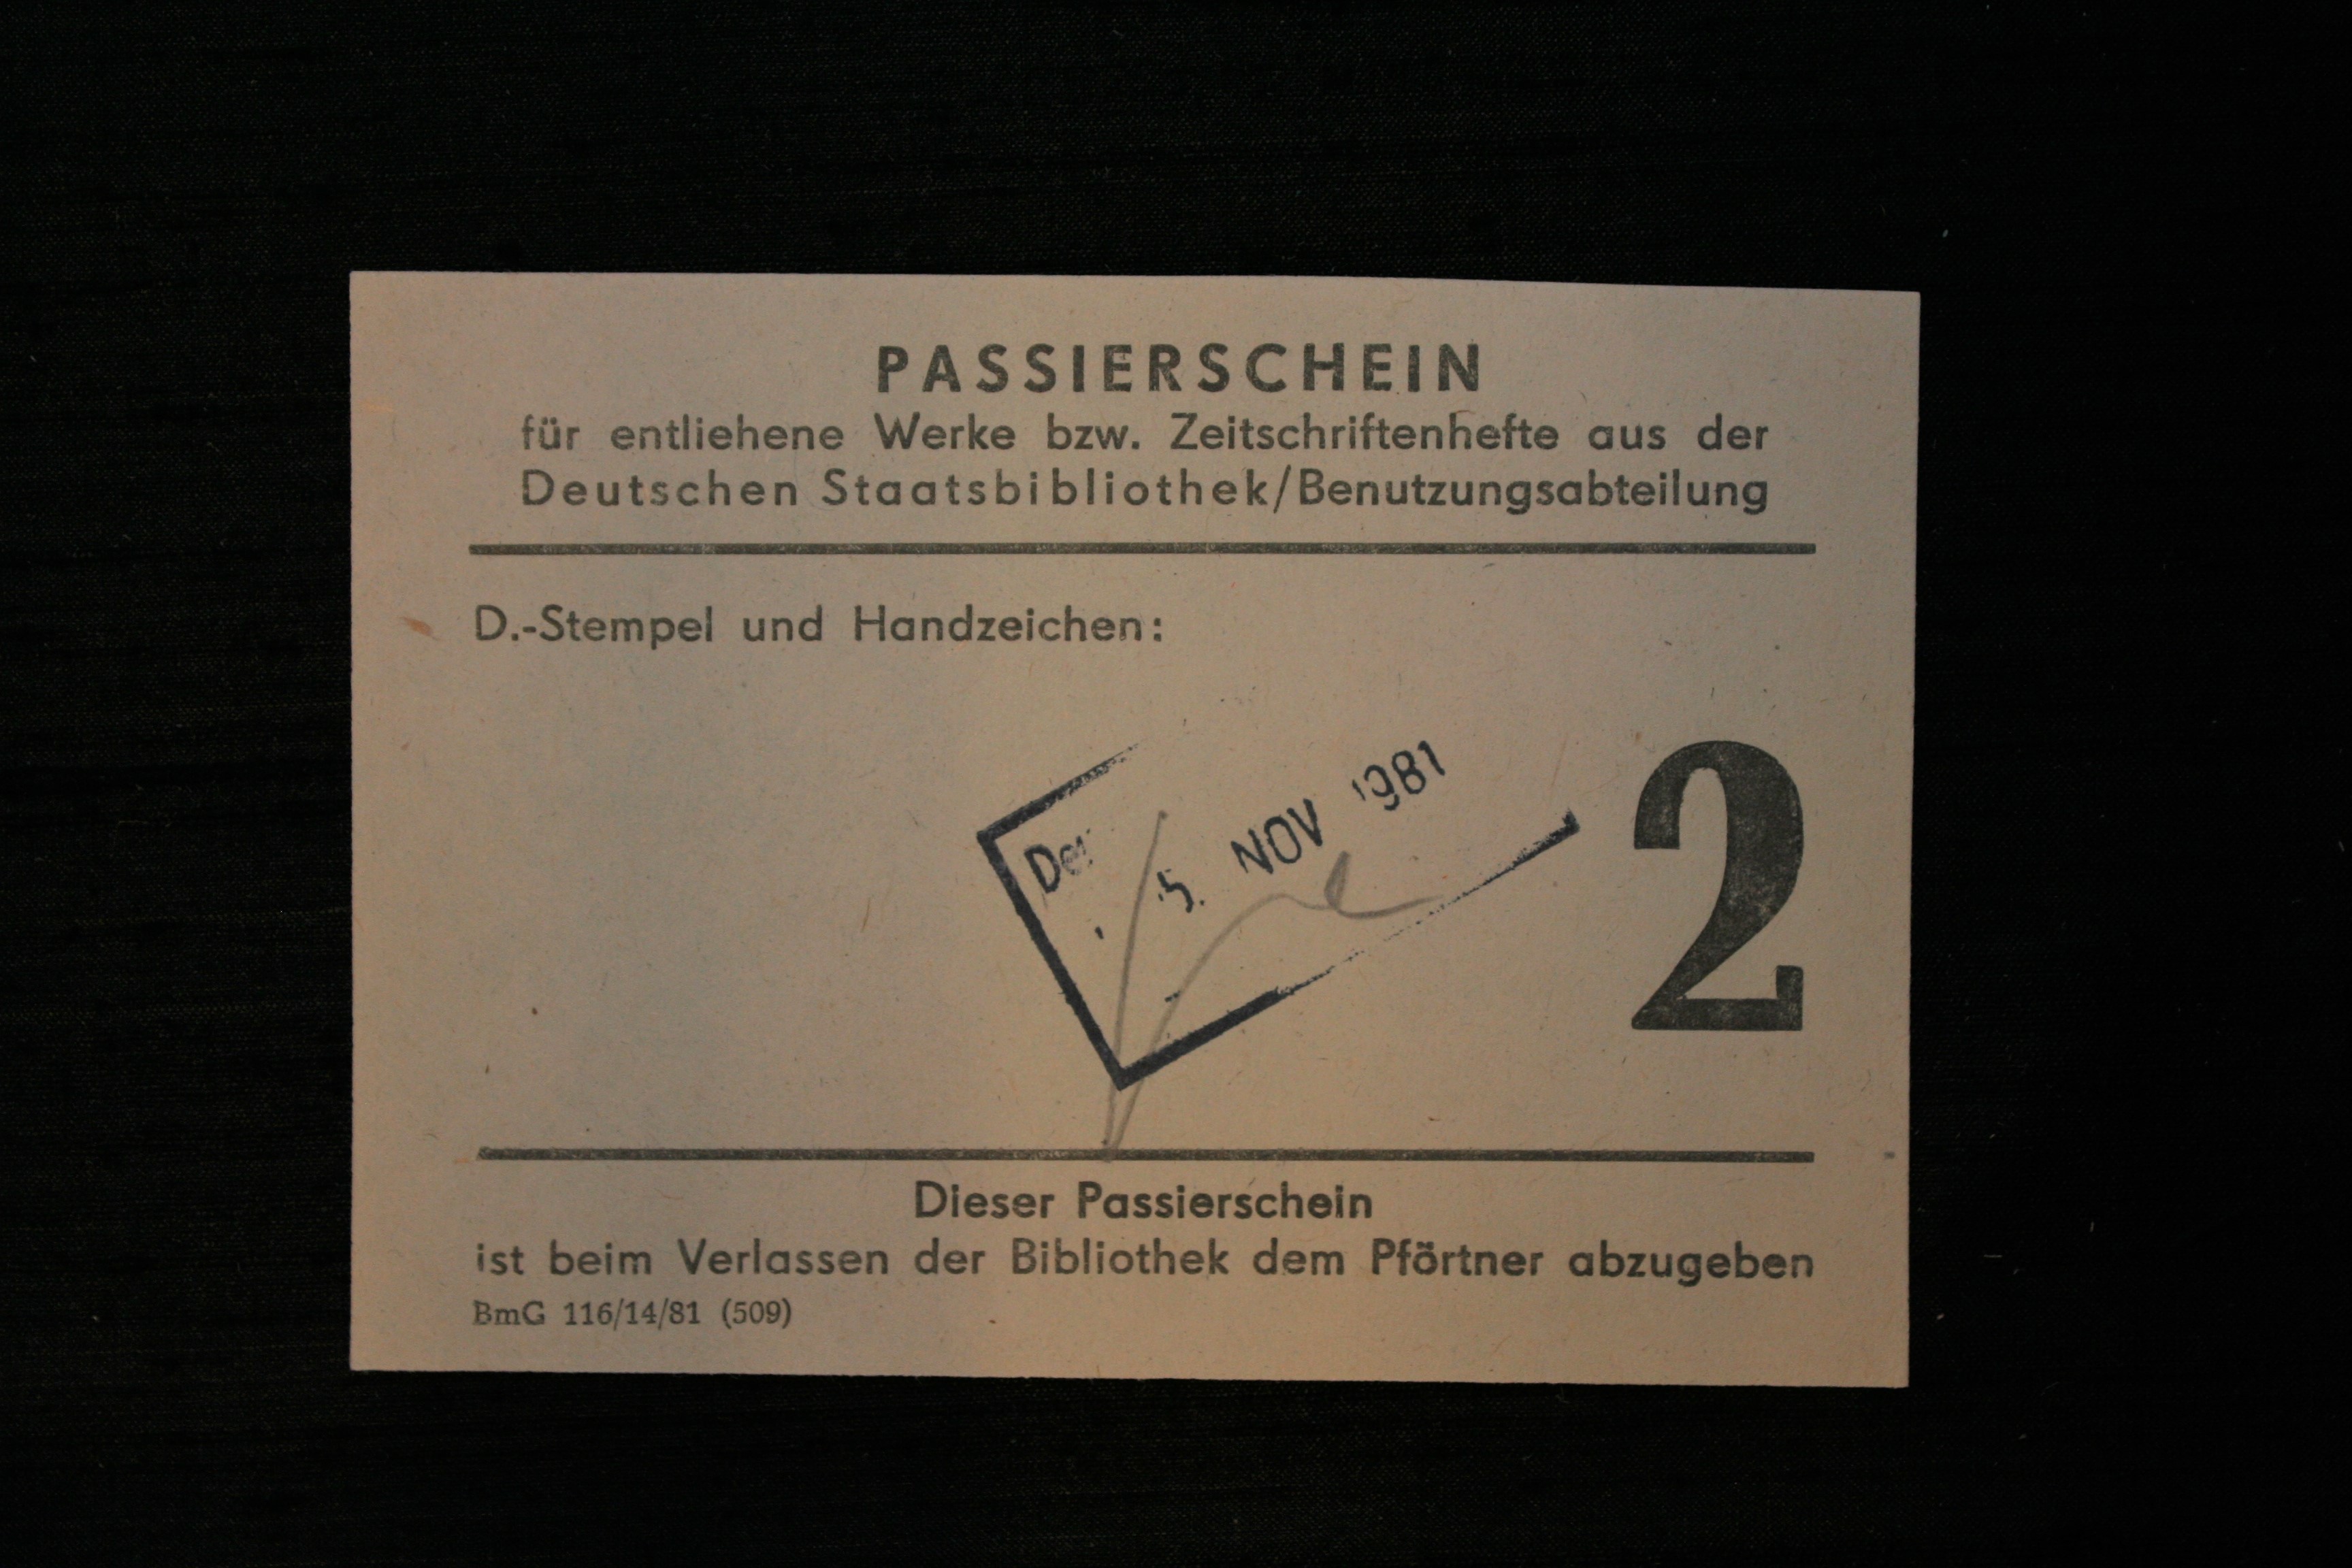 PASSIERSCHEIN
für entliehene Werke bzw. Zeitschriftenhefte aus der
Deutschen Staatsbibliothek/Benutzungsabteilung
D.-Stempel und Handzeichen:
5. NOV 1981
2
Dieser Passierschein
ist beim Verlassen der Bibliothek dem Pförtner abzugeben
BmG 116/14/81 (509)